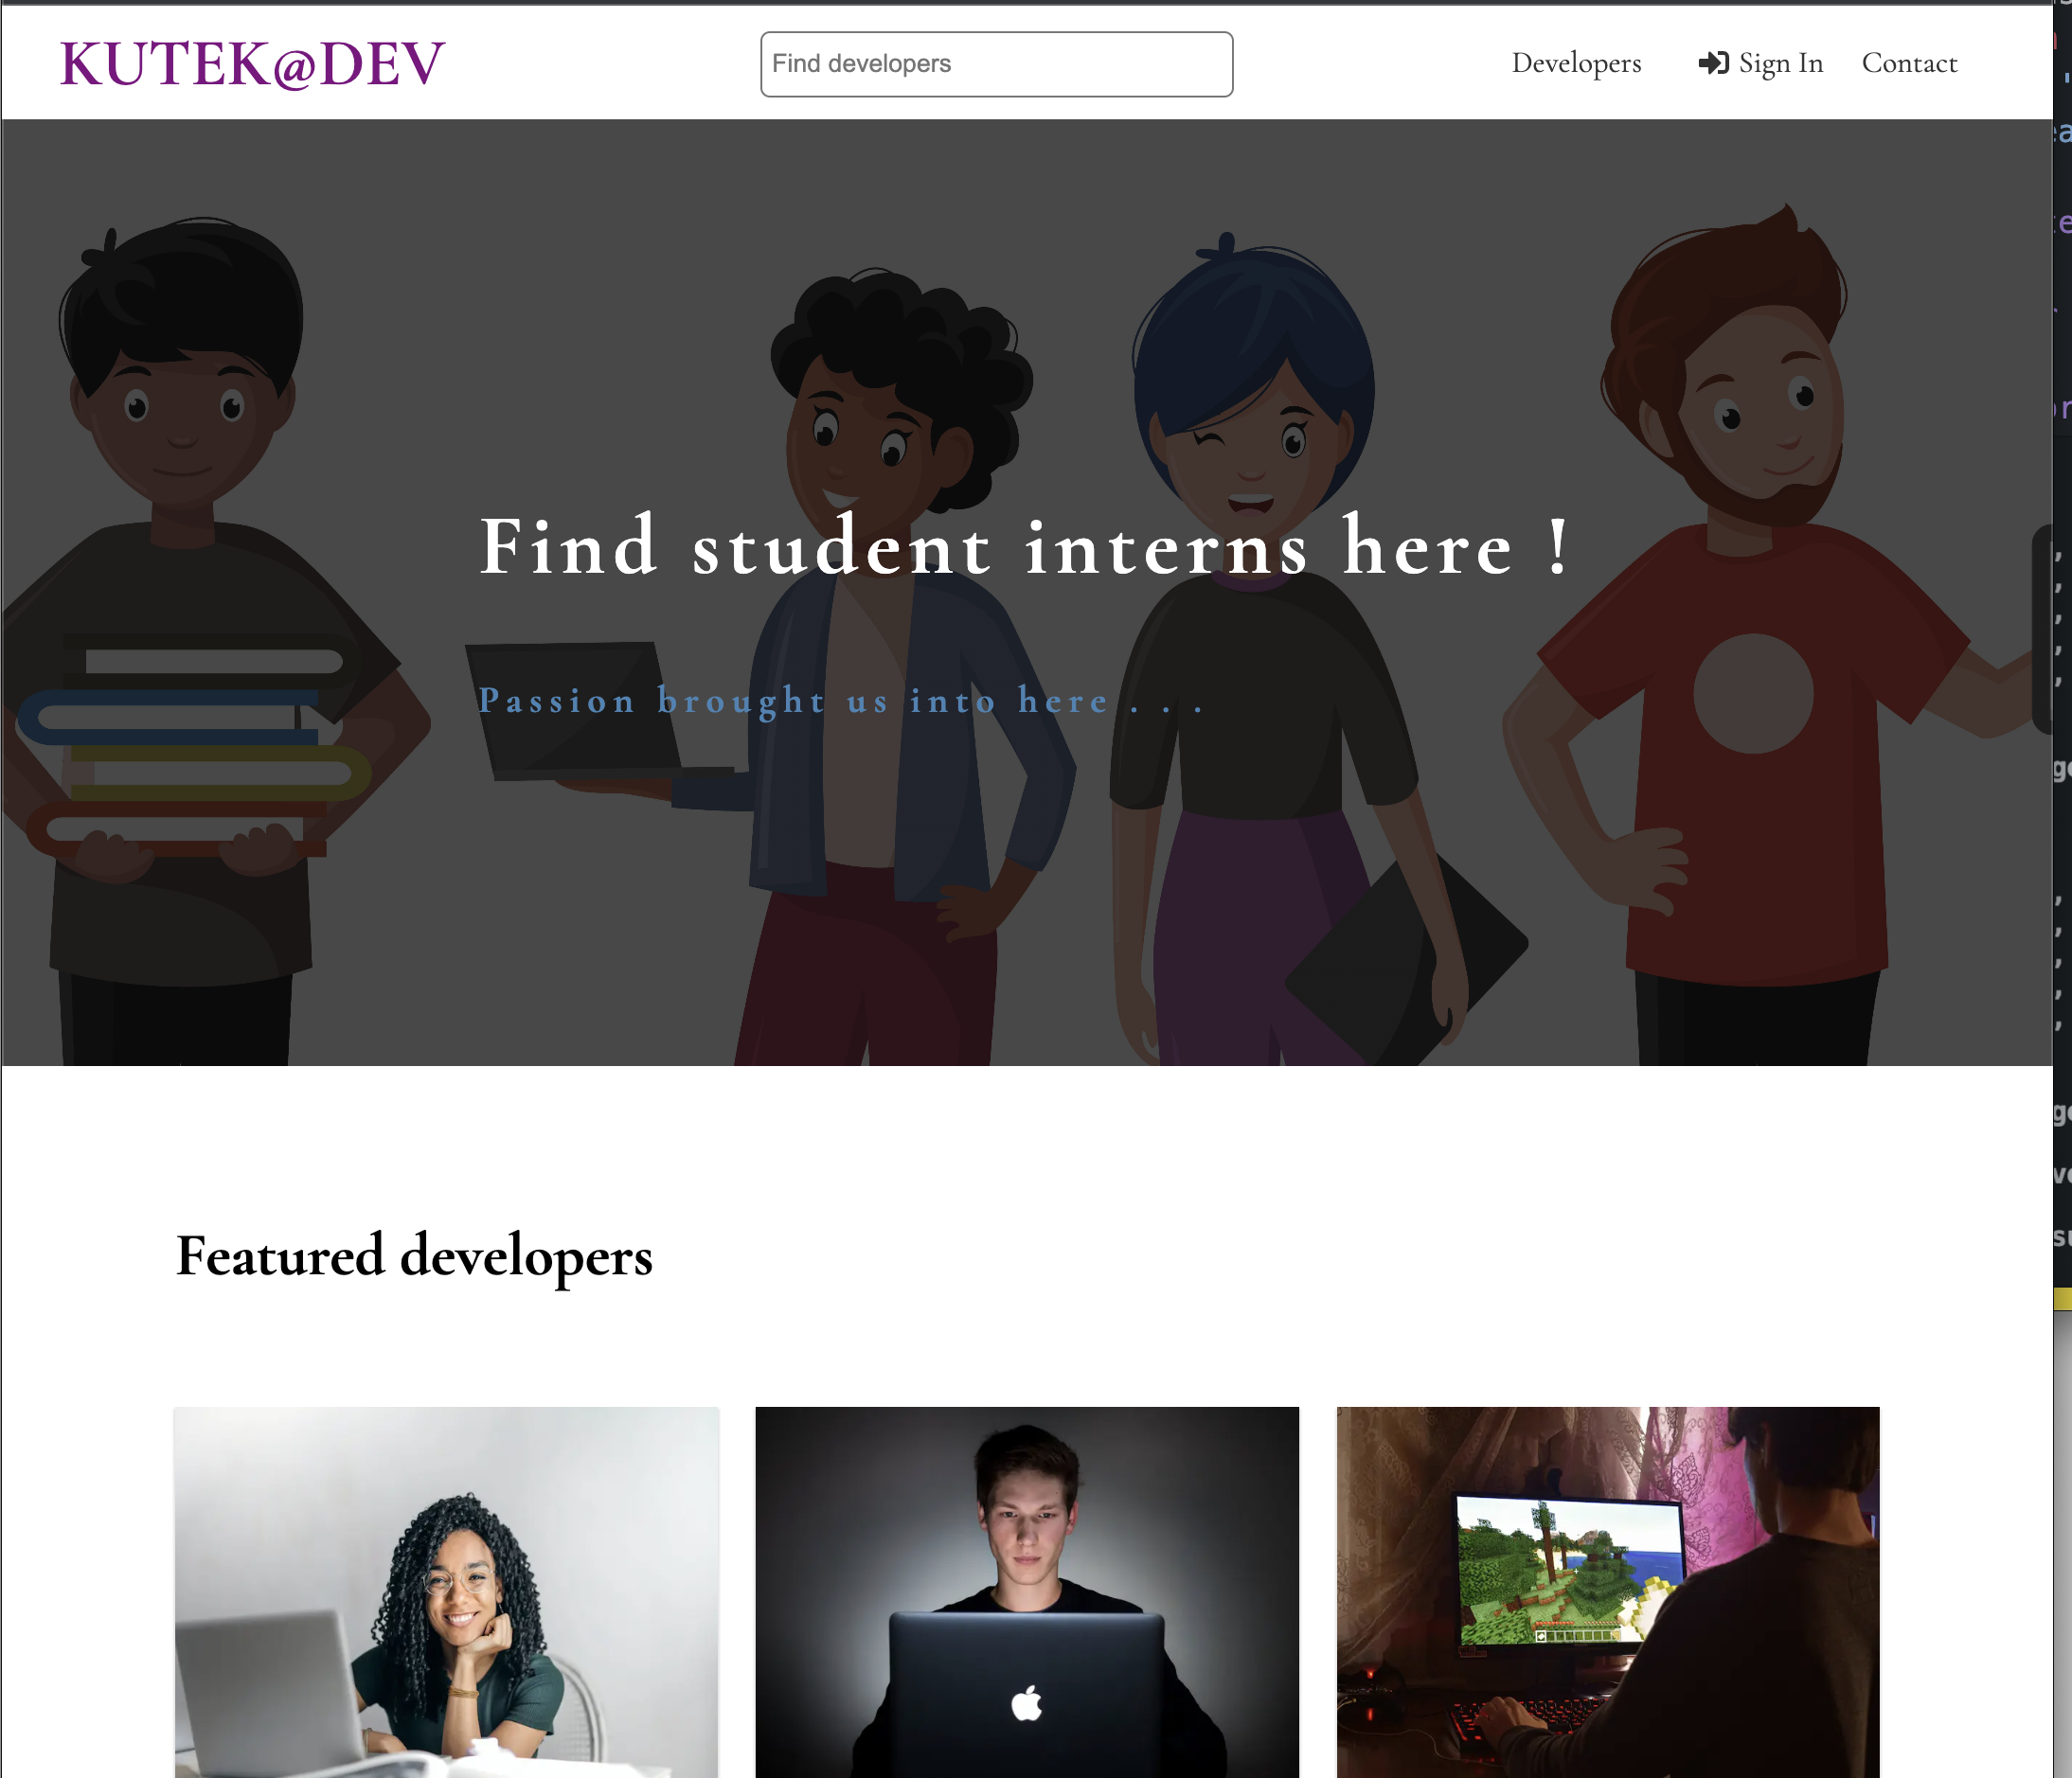 KUTEK@DEV
Find developers
Developers
Sign In
Contact
Find student interns here !
Passion brought us into here . . .
Featured developers